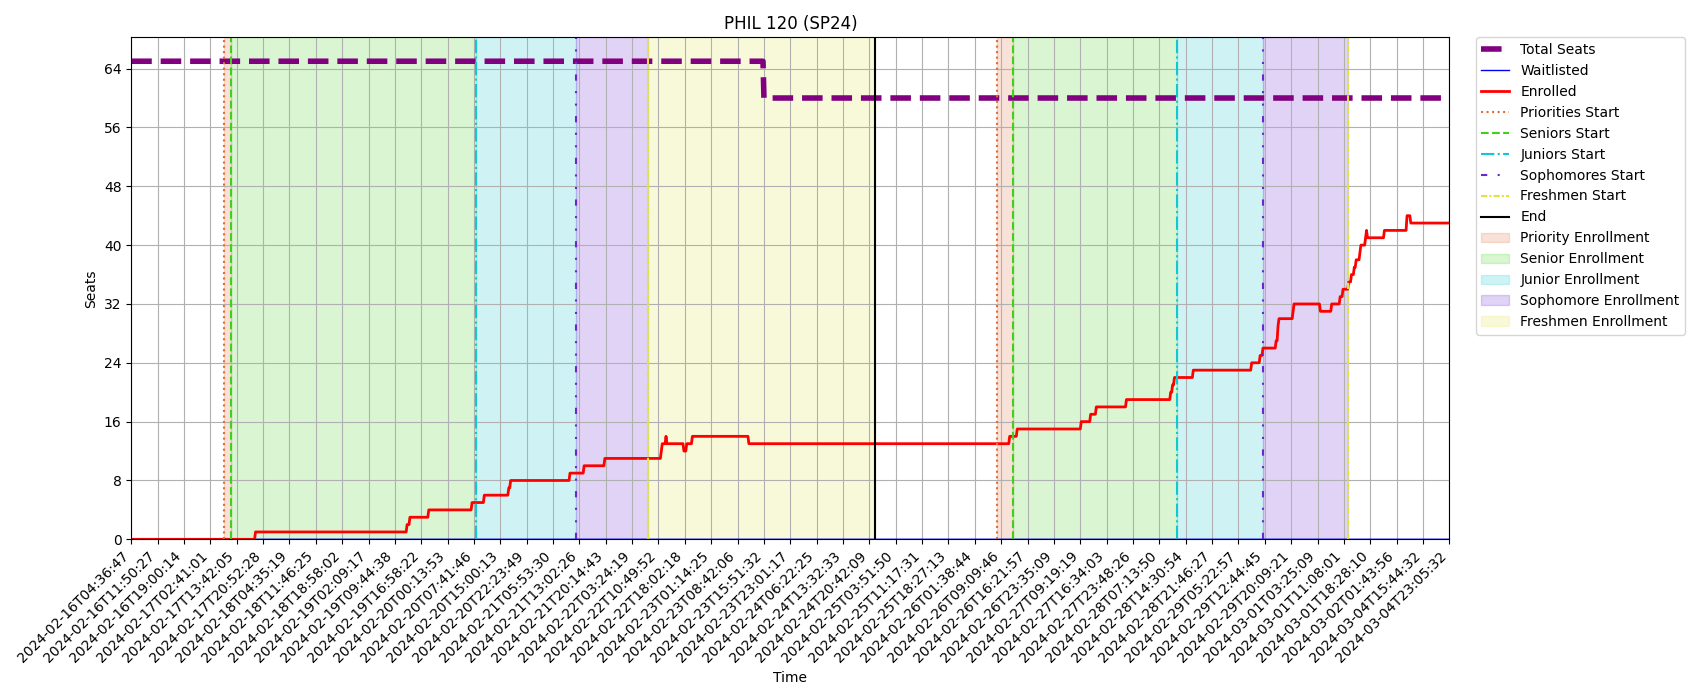 PHIL 120 (SP24)
Seats
64
56
48
40
32
24
16
8
0
2024-02-16T04:36:47
2024-02-16T11:50:27
2024-02-16T19:00:14
2024-02-17T02:41:01
2024-02-17T13:42:05
2024-02-17T20:52:28
2024-02-18T04:35:19
2024-02-18T11:46:25
2024-02-18T18:58:02
2024-02-19T02:09:17
2024-02-19T09:44:38
2024-02-19T16:58:22
2024-02-20T00:13:53
2024-02-20T07:41:46
2024-02-20T15:00:13
2024-02-20T22:23:49
2024-02-21T05:53:30
2024-02-21T13:02:26
2024-02-21T20:14:43
2024-02-22T03:24:19
2024-02-22T10:49:52
2024-02-22T18:02:18
2024-02-23T01:14:25
2024-02-23T08:42:06
2024-02-23T15:51:32
2024-02-23T23:01:17
2024-02-24T06:22:25
2024-02-24T13:32:33
2024-02-24T20:42:09
2024-02-25T03:51:50
2024-02-25T11:17:31
2024-02-25T18:27:13
2024-02-26T01:38:44
2024-02-26T09:09:46
2024-02-26T16:21:57
2024-02-26T23:35:09
2024-02-27T09:19:19
2024-02-27T16:34:03
2024-02-27T23:48:26
2024-02-28T07:13:50
2024-02-28T14:30:54
2024-02-28T21:46:27
2024-02-29T05:22:57
2024-02-29T12:44:45
2024-02-29T20:09:21
2024-03-01T03:25:09
2024-03-01T11:08:01
2024-03-01T18:28:10
2024-03-02T01:43:56
2024-03-04T15:44:32
2024-03-04T23:05:32
Time
Total Seats
Waitlisted
Enrolled
Priorities Start
Seniors Start
Juniors Start
Sophomores Start
Freshmen Start
End
Priority Enrollment
Senior Enrollment
Junior Enrollment
Sophomore Enrollment
Freshmen Enrollment